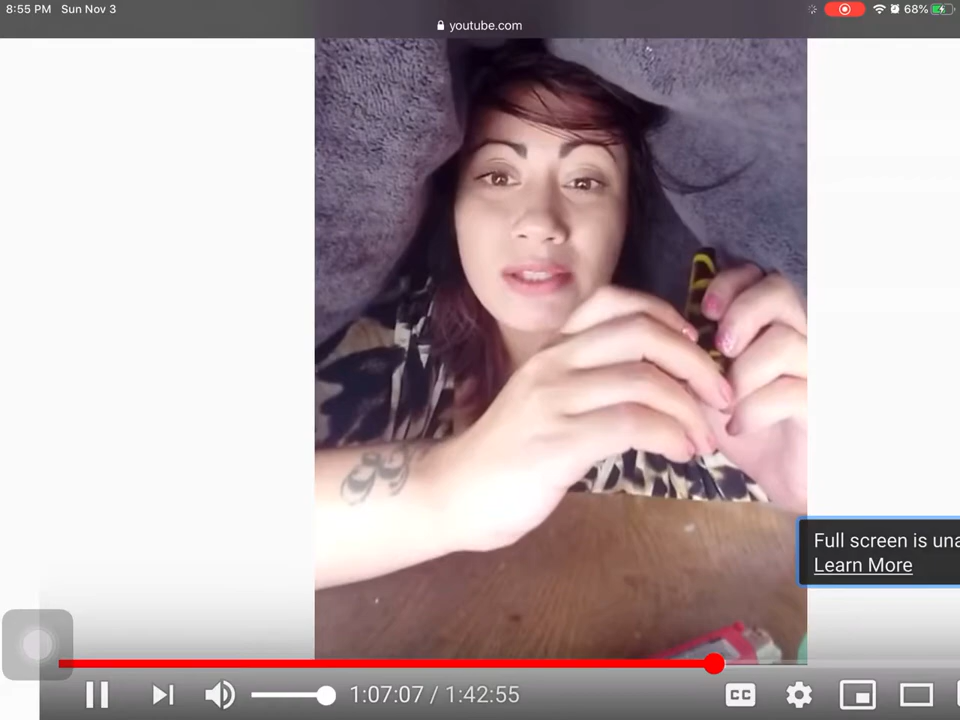 8:55 PM Sun Nov 3
68%
youtube.com
Full screen is una
Learn More
1:07:07 / 1:42:55
CC